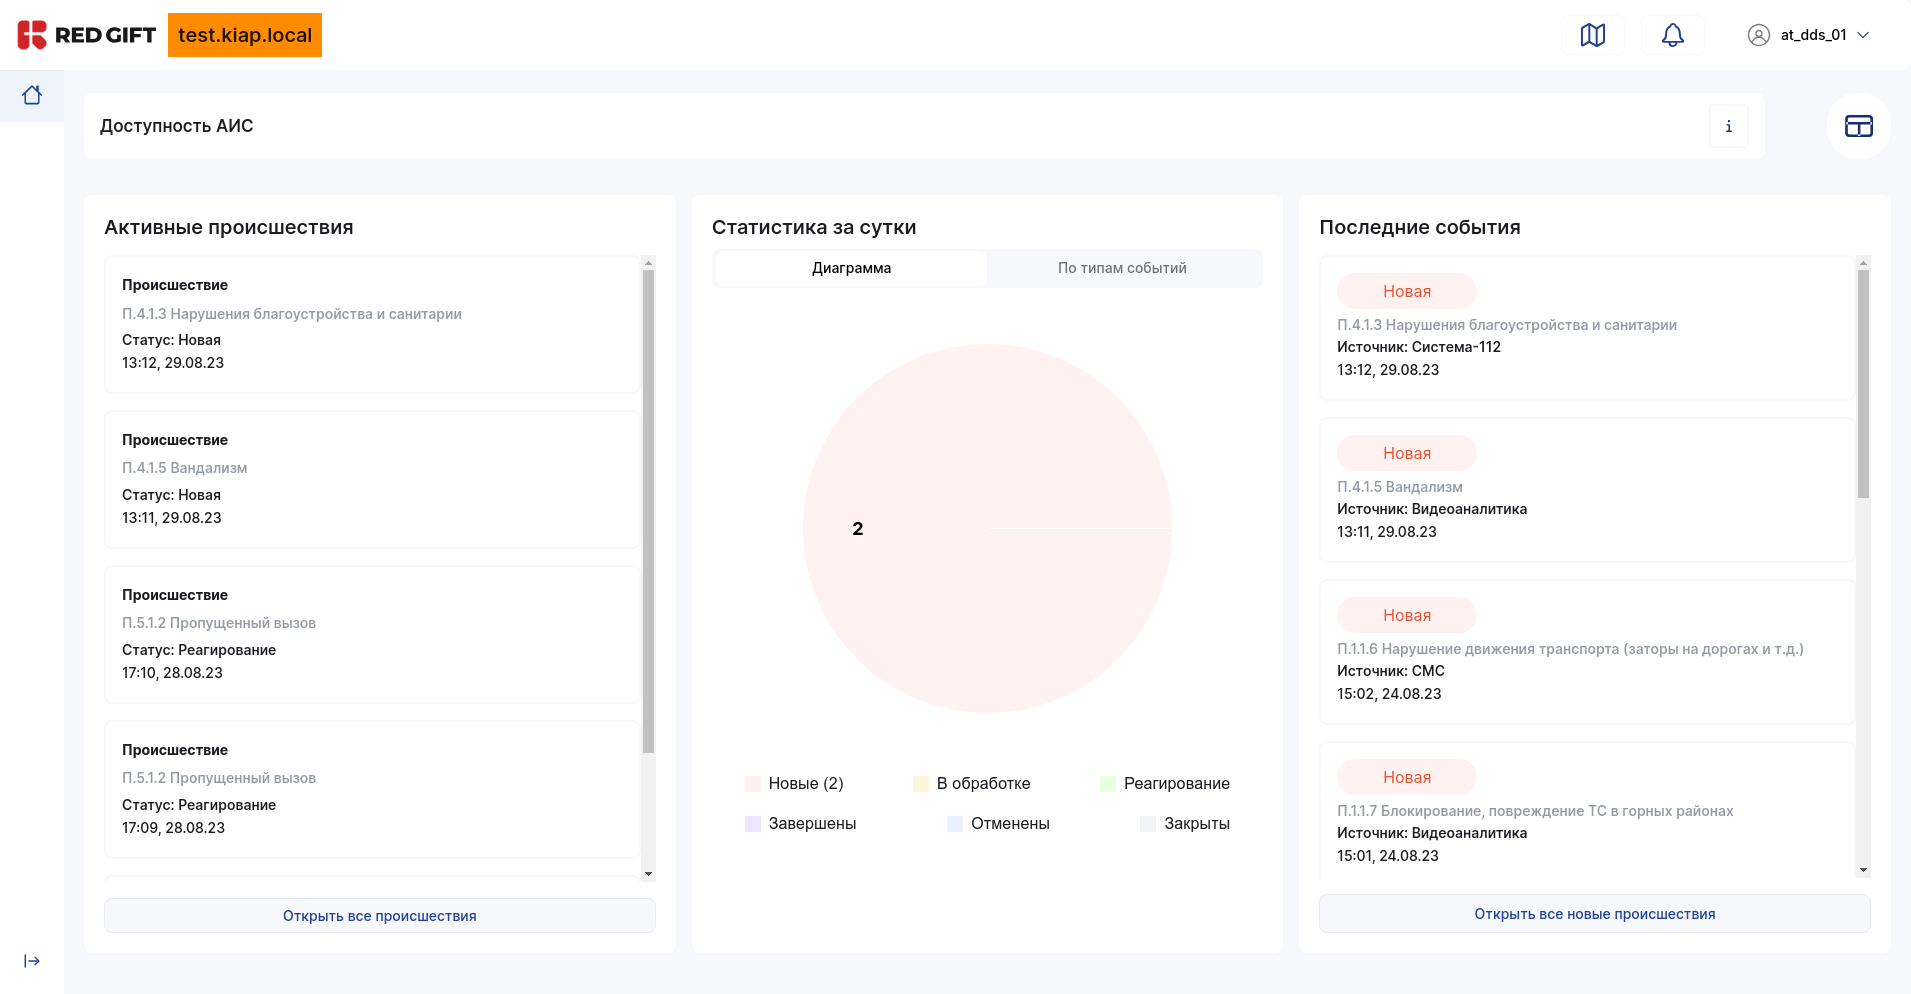 RED GIFT
test.kiap.local
at_dds_01
Доступность АИС
i
Активные происшествия
Происшествие
П.4.1.3 Нарушения благоустройства и санитарии
Статус: Новая
13:12, 29.08.23
Происшествие
П.4.1.5 Вандализм
Статус: Новая
13:11, 29.08.23
Происшествие
П.5.1.2 Пропущенный вызов
Статус: Реагирование
17:10, 28.08.23
Происшествие
П.5.1.2 Пропущенный вызов
Статус: Реагирование
17:09, 28.08.23
Открыть все происшествия
Статистика за сутки
Диаграмма
По типам событий
2
Новые (2)
В обработке
Реагирование
Завершены
Отменены
Закрыты
Последние события
Новая
П.4.1.3 Нарушения благоустройства и санитарии
Источник: Система-112
13:12, 29.08.23
Новая
П.4.1.5 Вандализм
Источник: Видеоаналитика
13:11, 29.08.23
Новая
П.1.1.6 Нарушение движения транспорта (заторы на дорогах и т.д.)
Источник: СМС
15:02, 24.08.23
Новая
П.1.1.7 Блокирование, повреждение ТС в горных районах
Источник: Видеоаналитика
15:01, 24.08.23
Открыть все новые происшествия